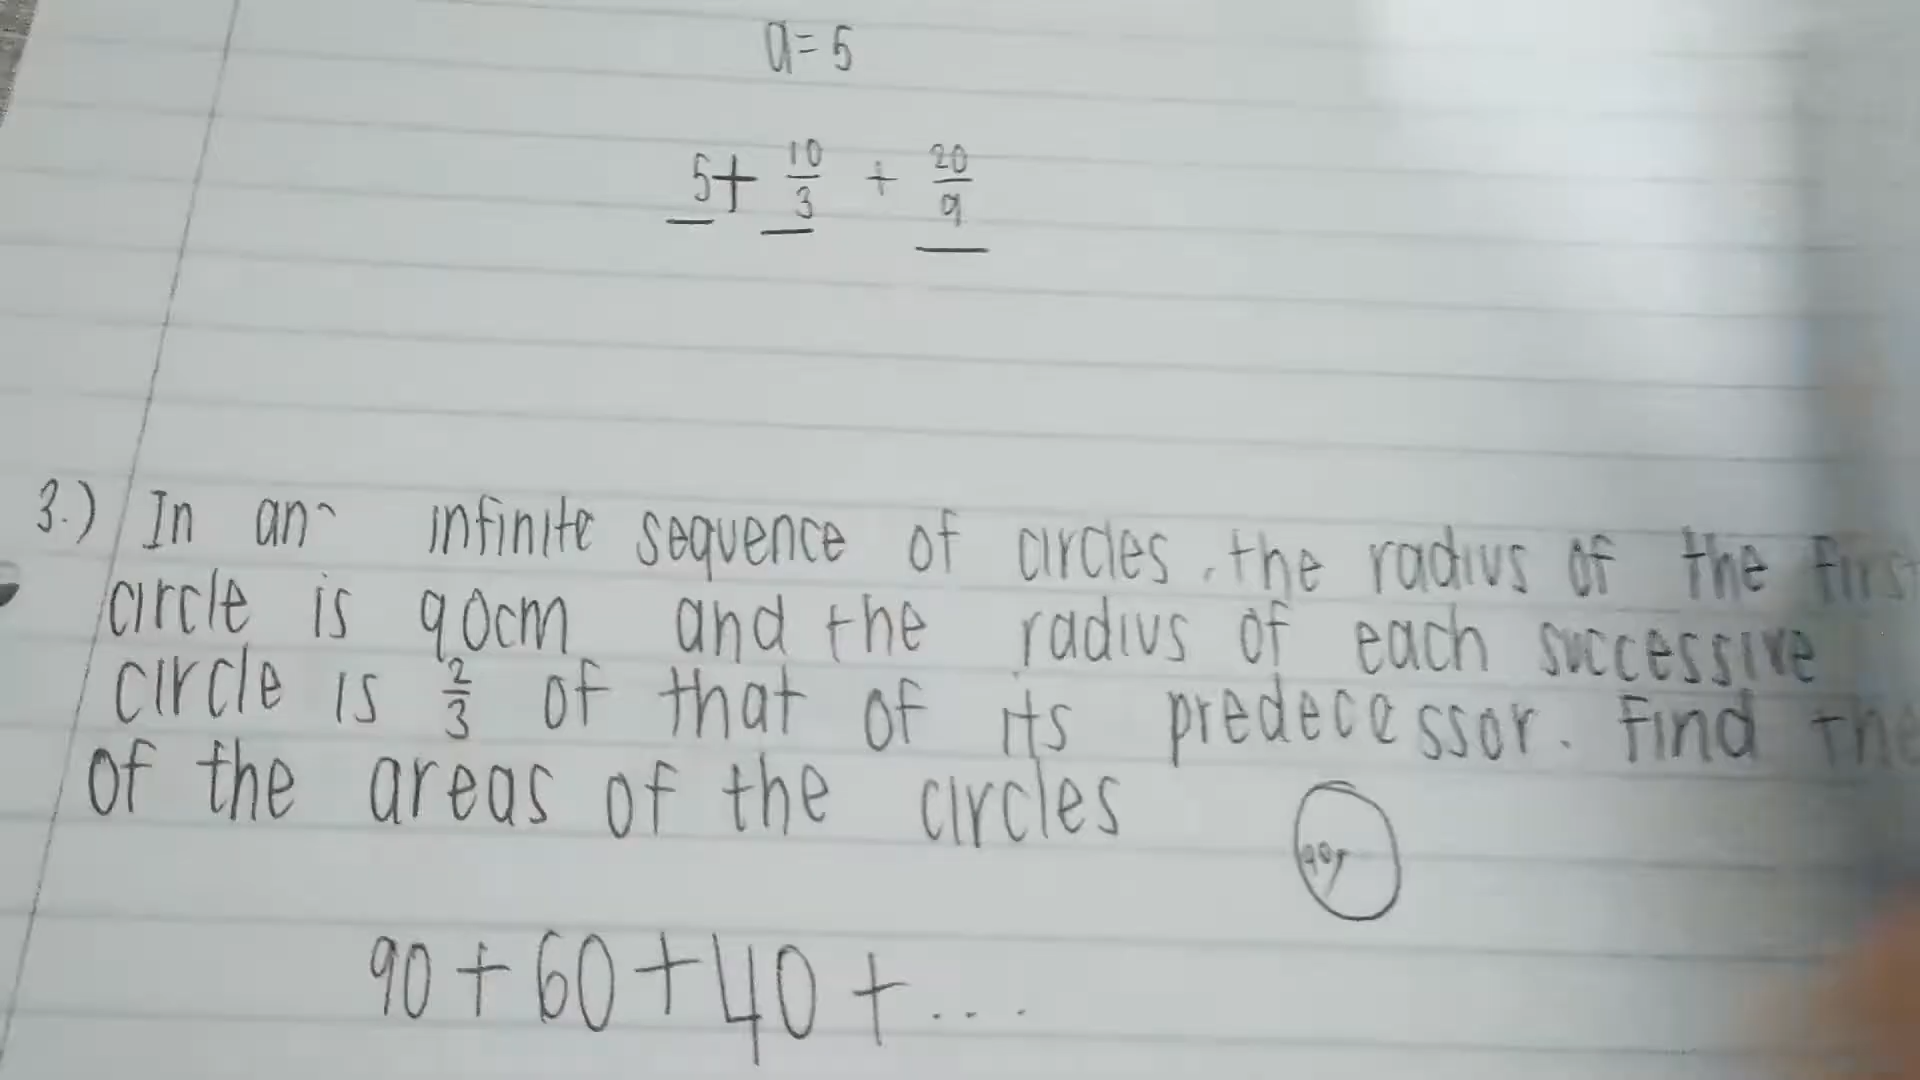 a = 5
5 + 10/3 + 20/9
3.) In an infinite sequence of circles, the radius of the first
circle is 90cm and the radius of each successive
circle is 2/3 of that of its predecessor. Find the
of the areas of the circles
90 + 60 + 40 + ....